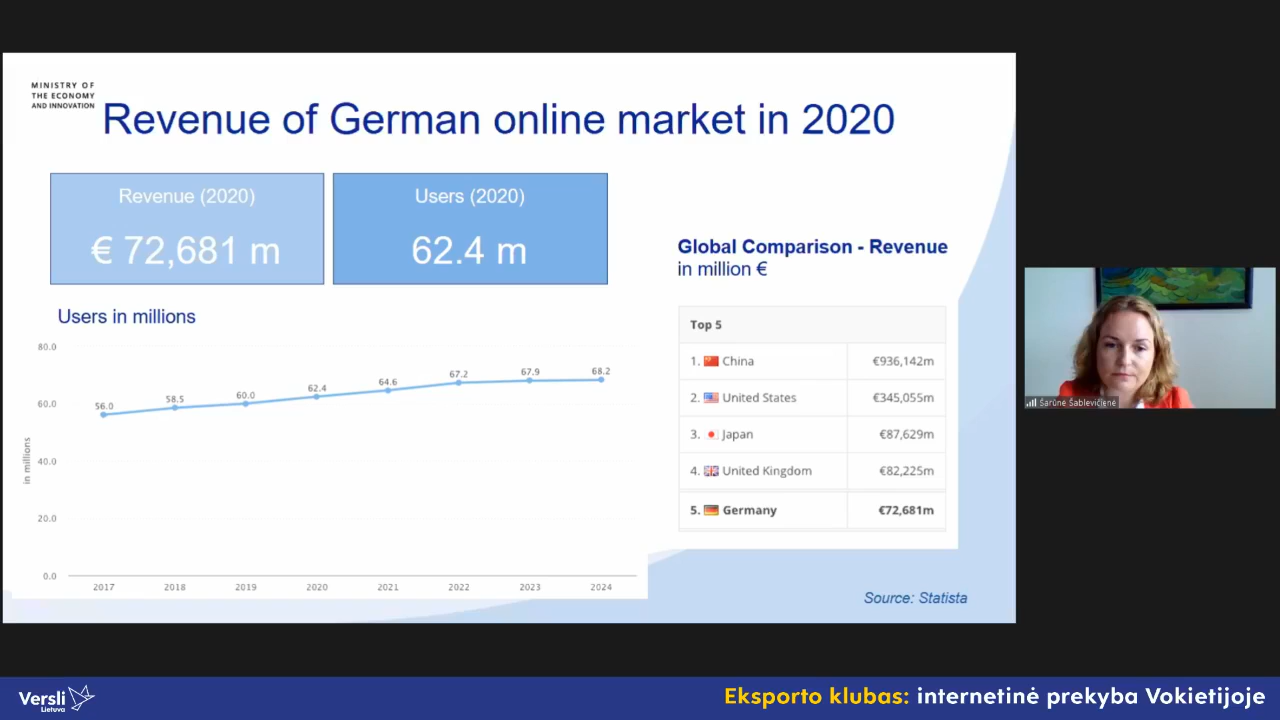 MINISTRY OF
THE ECONOMY
AND INNOVATION
Revenue of German online market in 2020
Revenue (2020)
€ 72,681 m
Users (2020)
62.4 m
Users in millions
in millions
80.0
60.0
40.0
20.0
0.0
56.0 58.5 60.0 62.4 64.6 67.2 67.9 68.2
2017 2018 2019 2020 2021 2022 2023 2024
Global Comparison - Revenue
in million €
Top 5
1. China €936,142m
2. United States €345,055m
3. Japan €87,629m
4. United Kingdom €82,225m
5. Germany €72,681m
Source: Statista
Šarūnė Šablevičienė
Versli
Lietuva
Eksporto klubas: internetinė prekyba Vokietijoje